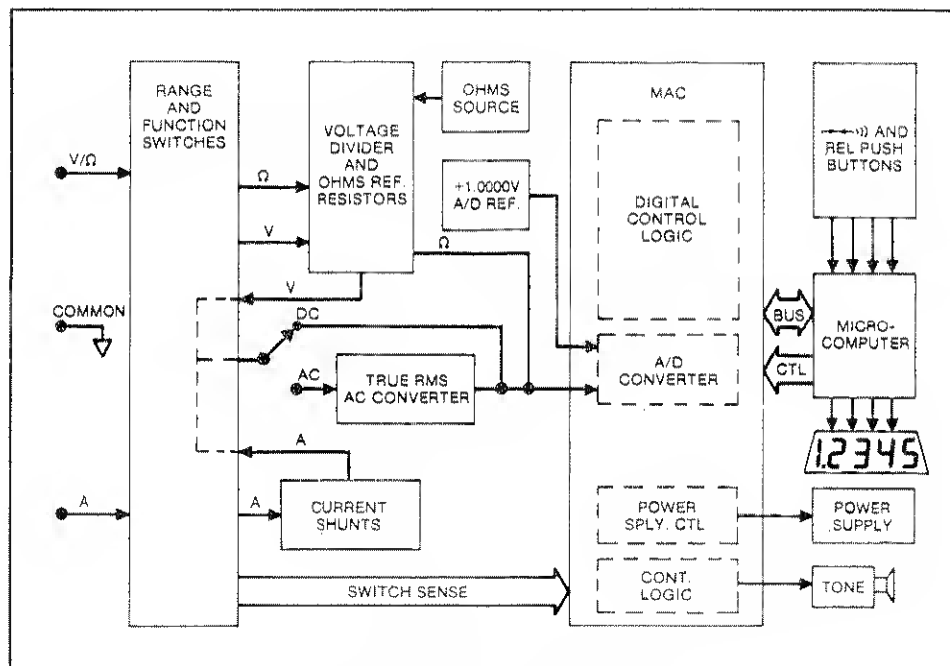 RANGE
AND
FUNCTION
SWITCHES
V/Ω
COMMON
A
Ω
V
VOLTAGE
DIVIDER
AND
OHMS REF.
RESISTORS
OHMS
SOURCE
+1.0000V
A/D REF.
Ω
V
DC
AC
TRUE RMS
AC CONVERTER
A
A
CURRENT
SHUNTS
SWITCH SENSE
MAC
DIGITAL
CONTROL
LOGIC
A/D
CONVERTER
POWER
SPLY. CTL
CONT.
LOGIC
AND
REL PUSH
BUTTONS
BUS
CTL
MICRO-
COMPUTER
1.2345
POWER
SUPPLY
TONE